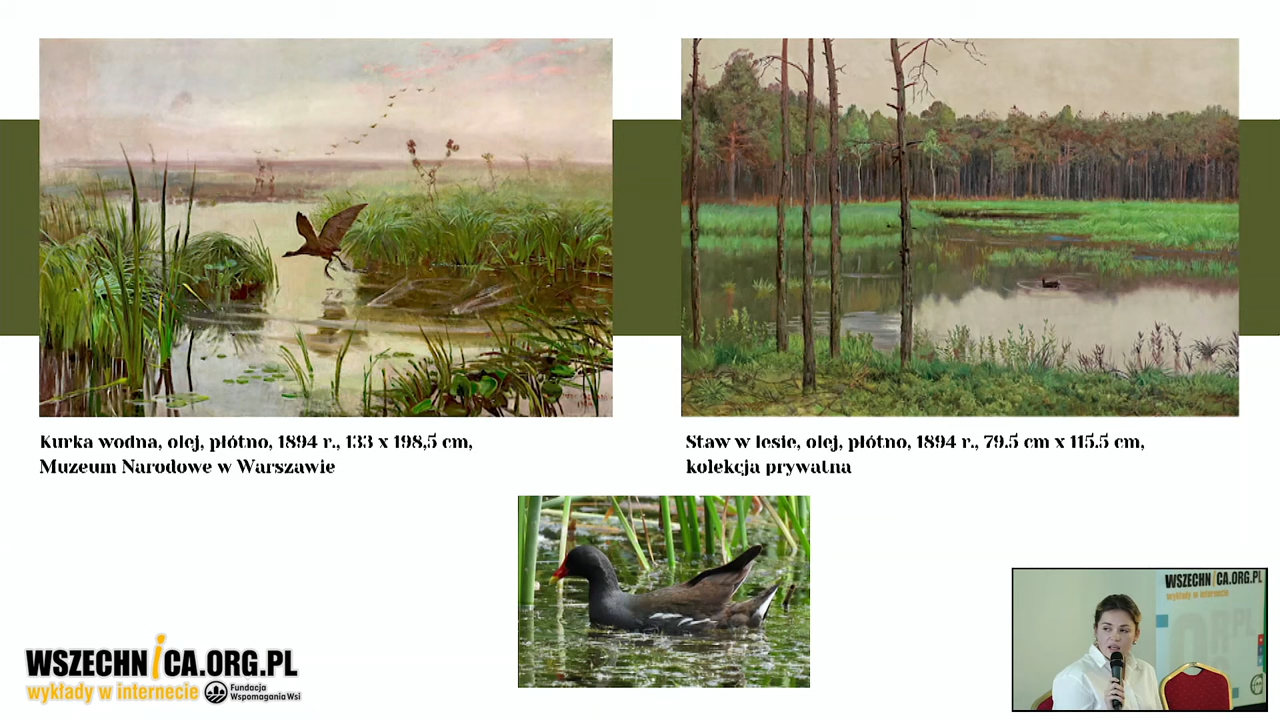 Kurka wodna, olej, płótno, 1894 r., 133 x 198,5 cm,
Muzeum Narodowe w Warszawie
Staw w lesie, olej, płótno, 1894 r., 79.5 cm x 115.5 cm,
kolekcja prywatna
WSZECHNiCA.ORG.PL
wykłady w internecie
Fundacja
Wspomagania Wsi
WSZECHNiCA.ORG.PL
wykłady w internecie
ORG.PL